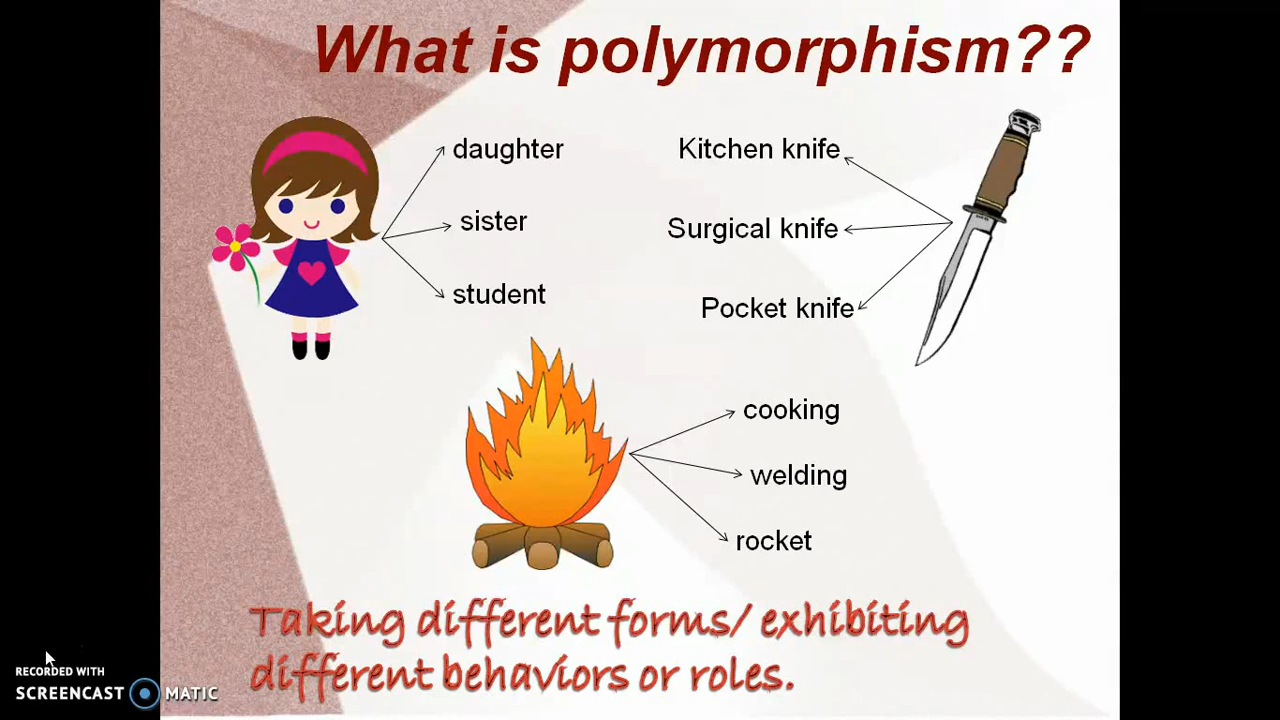 What is polymorphism??
daughter
sister
student
Kitchen knife
Surgical knife
Pocket knife
cooking
welding
rocket
Taking different forms/ exhibiting
different behaviors or roles.
RECORDED WITH
SCREENCAST MATIC